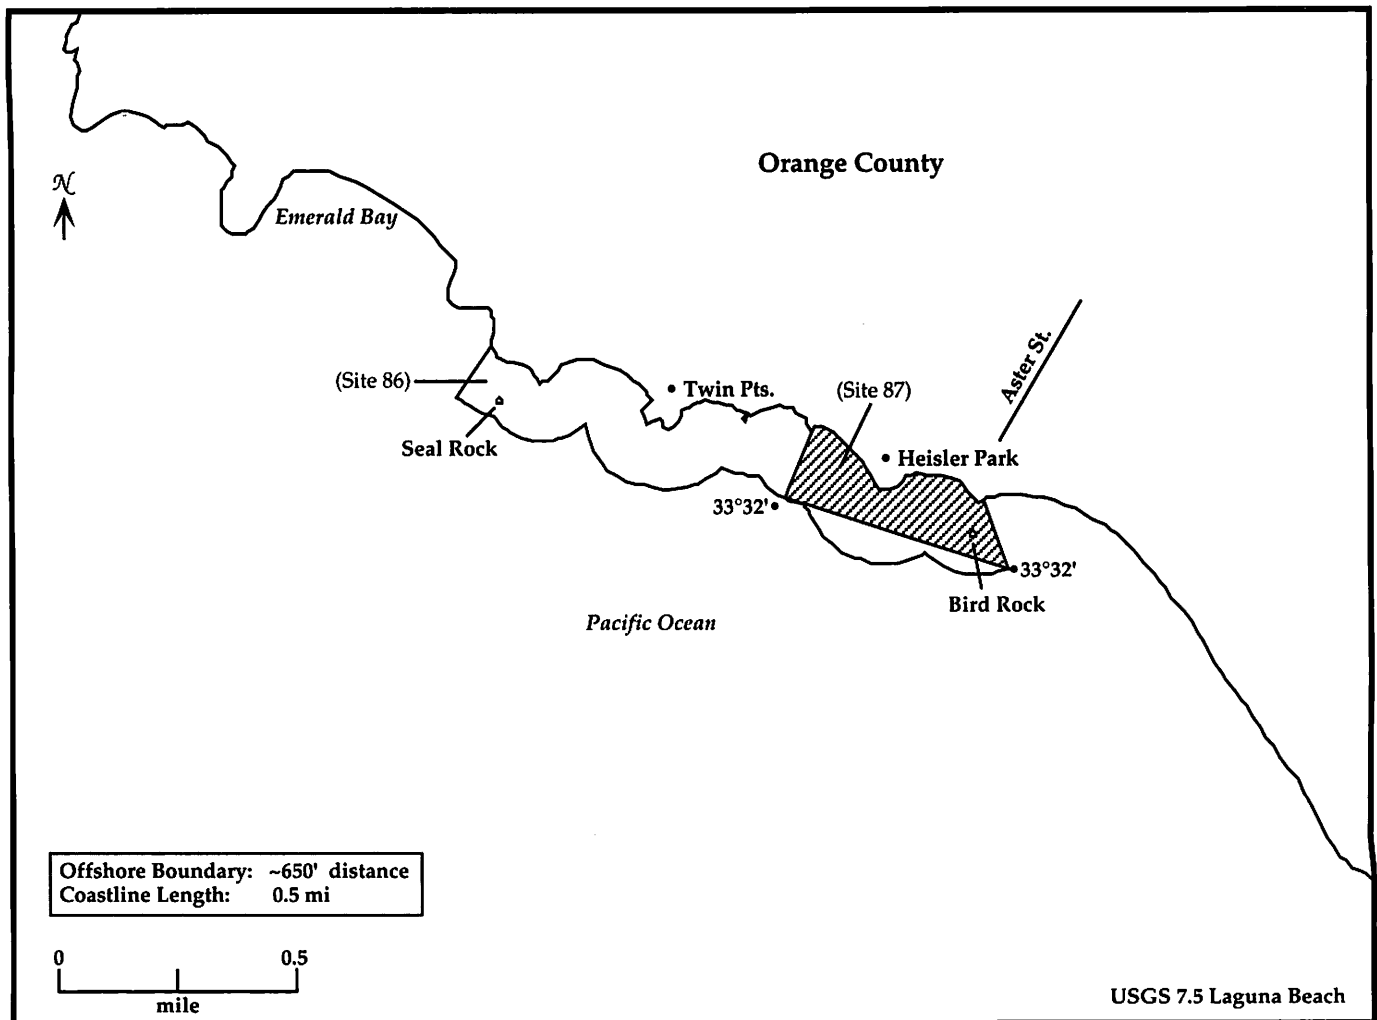 Orange County
N
Emerald Bay
Aster St.
(Site 86)
Twin Pts.
(Site 87)
Seal Rock
Heisler Park
33°32'
33°32'
Bird Rock
Pacific Ocean
Offshore Boundary: ~650' distance
Coastline Length: 0.5 mi
0 0.5
mile
USGS 7.5 Laguna Beach